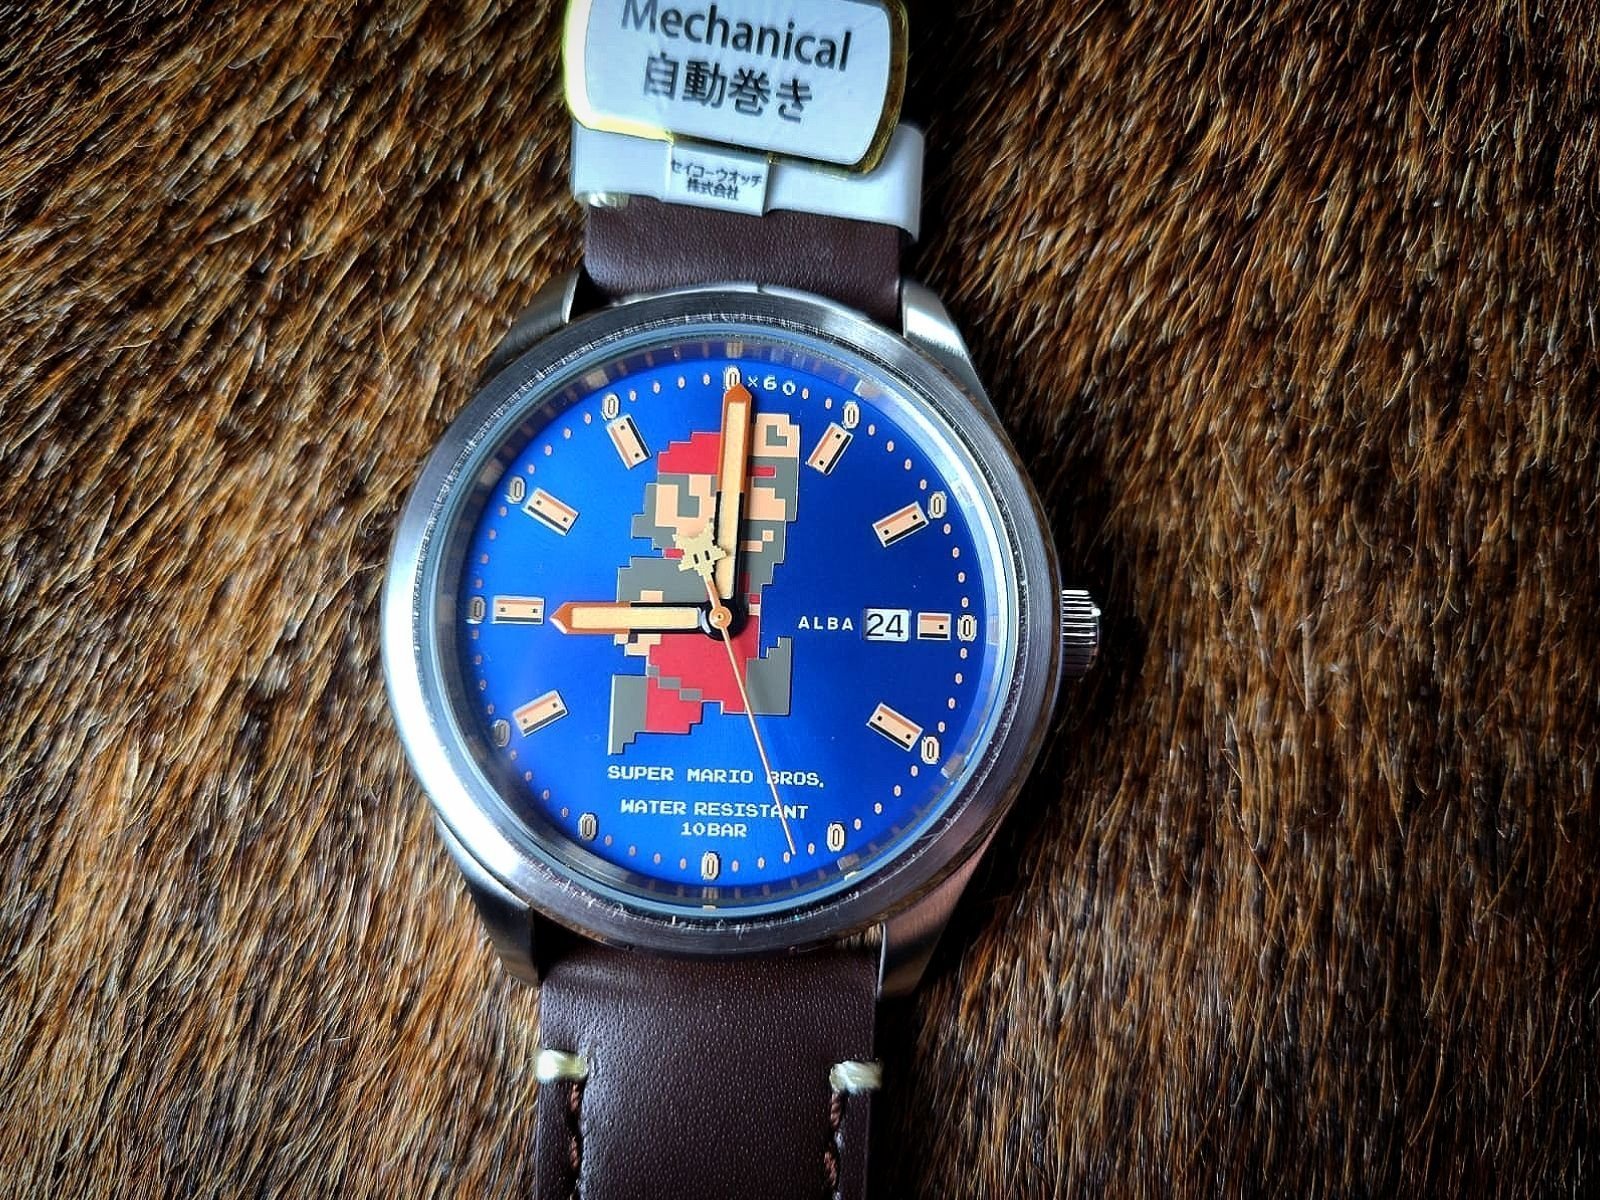 Mechanical
自動巻き
セイコーウオッチ
株式会社
0×60
ALBA 24
SUPER MARIO BROS.
WATER RESISTANT
10BAR